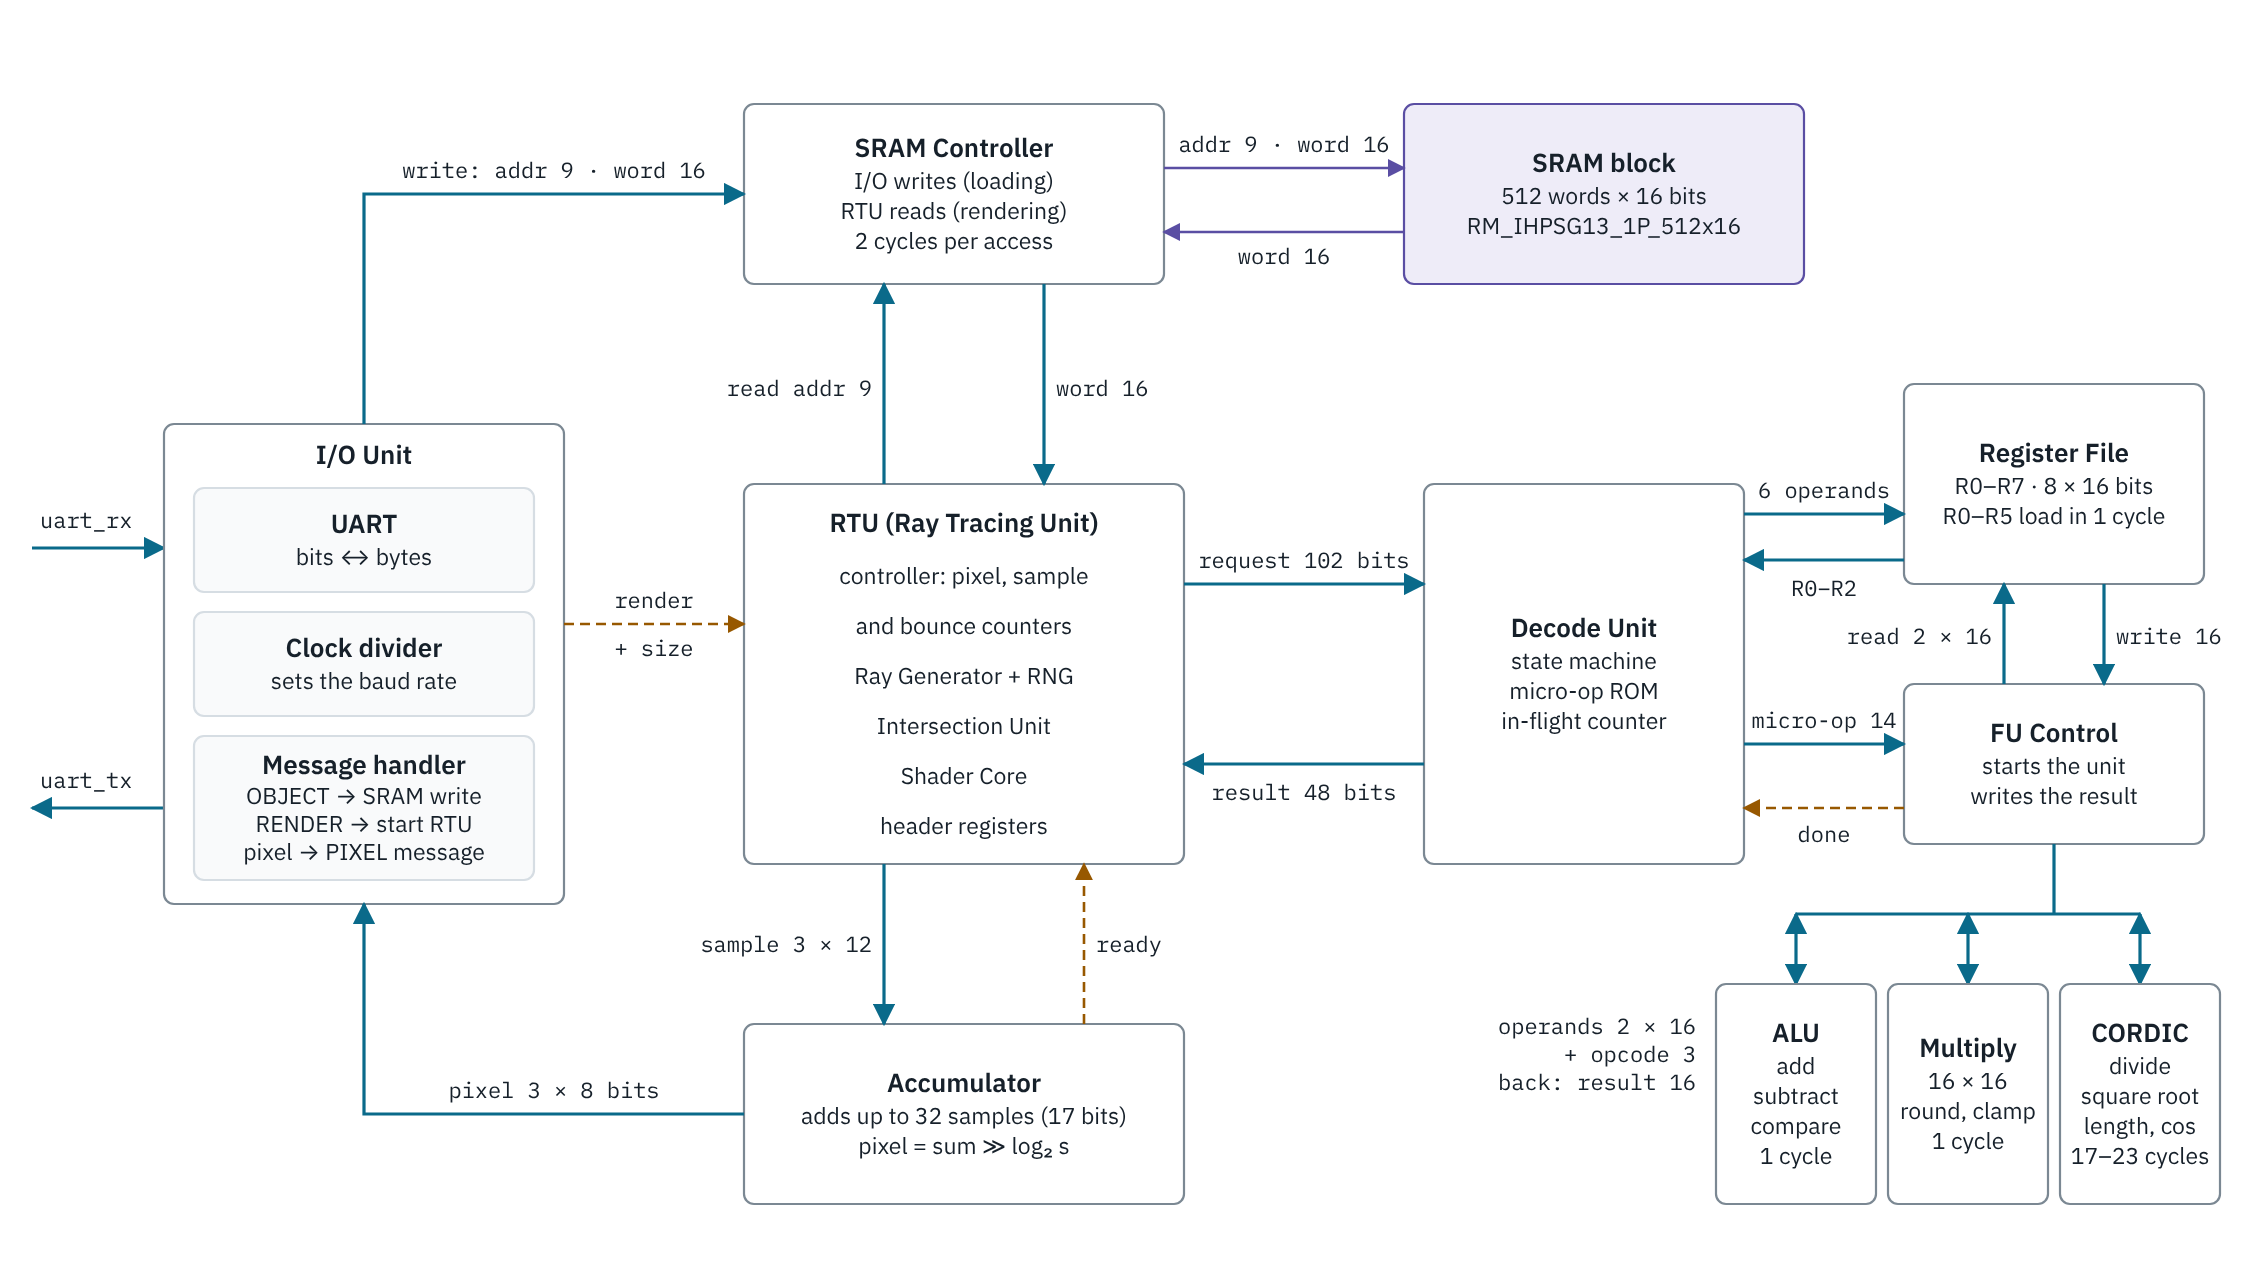 SRAM Controller
I/O writes (loading)
RTU reads (rendering)
2 cycles per access
addr 9 · word 16
word 16
SRAM block
512 words × 16 bits
RM_IHPSG13_1P_512x16
write: addr 9 · word 16
read addr 9
word 16
I/O Unit
UART
bits ↔ bytes
Clock divider
sets the baud rate
Message handler
OBJECT → SRAM write
RENDER → start RTU
pixel → PIXEL message
uart_rx
uart_tx
render
+ size
RTU (Ray Tracing Unit)
controller: pixel, sample
and bounce counters
Ray Generator + RNG
Intersection Unit
Shader Core
header registers
request 102 bits
result 48 bits
Decode Unit
state machine
micro-op ROM
in-flight counter
6 operands
R0–R2
Register File
R0–R7 · 8 × 16 bits
R0–R5 load in 1 cycle
read 2 × 16
write 16
micro-op 14
done
FU Control
starts the unit
writes the result
sample 3 × 12
ready
pixel 3 × 8 bits
Accumulator
adds up to 32 samples (17 bits)
pixel = sum ≫ log₂ s
operands 2 × 16
+ opcode 3
back: result 16
ALU
add
subtract
compare
1 cycle
Multiply
16 × 16
round, clamp
1 cycle
CORDIC
divide
square root
length, cos
17–23 cycles